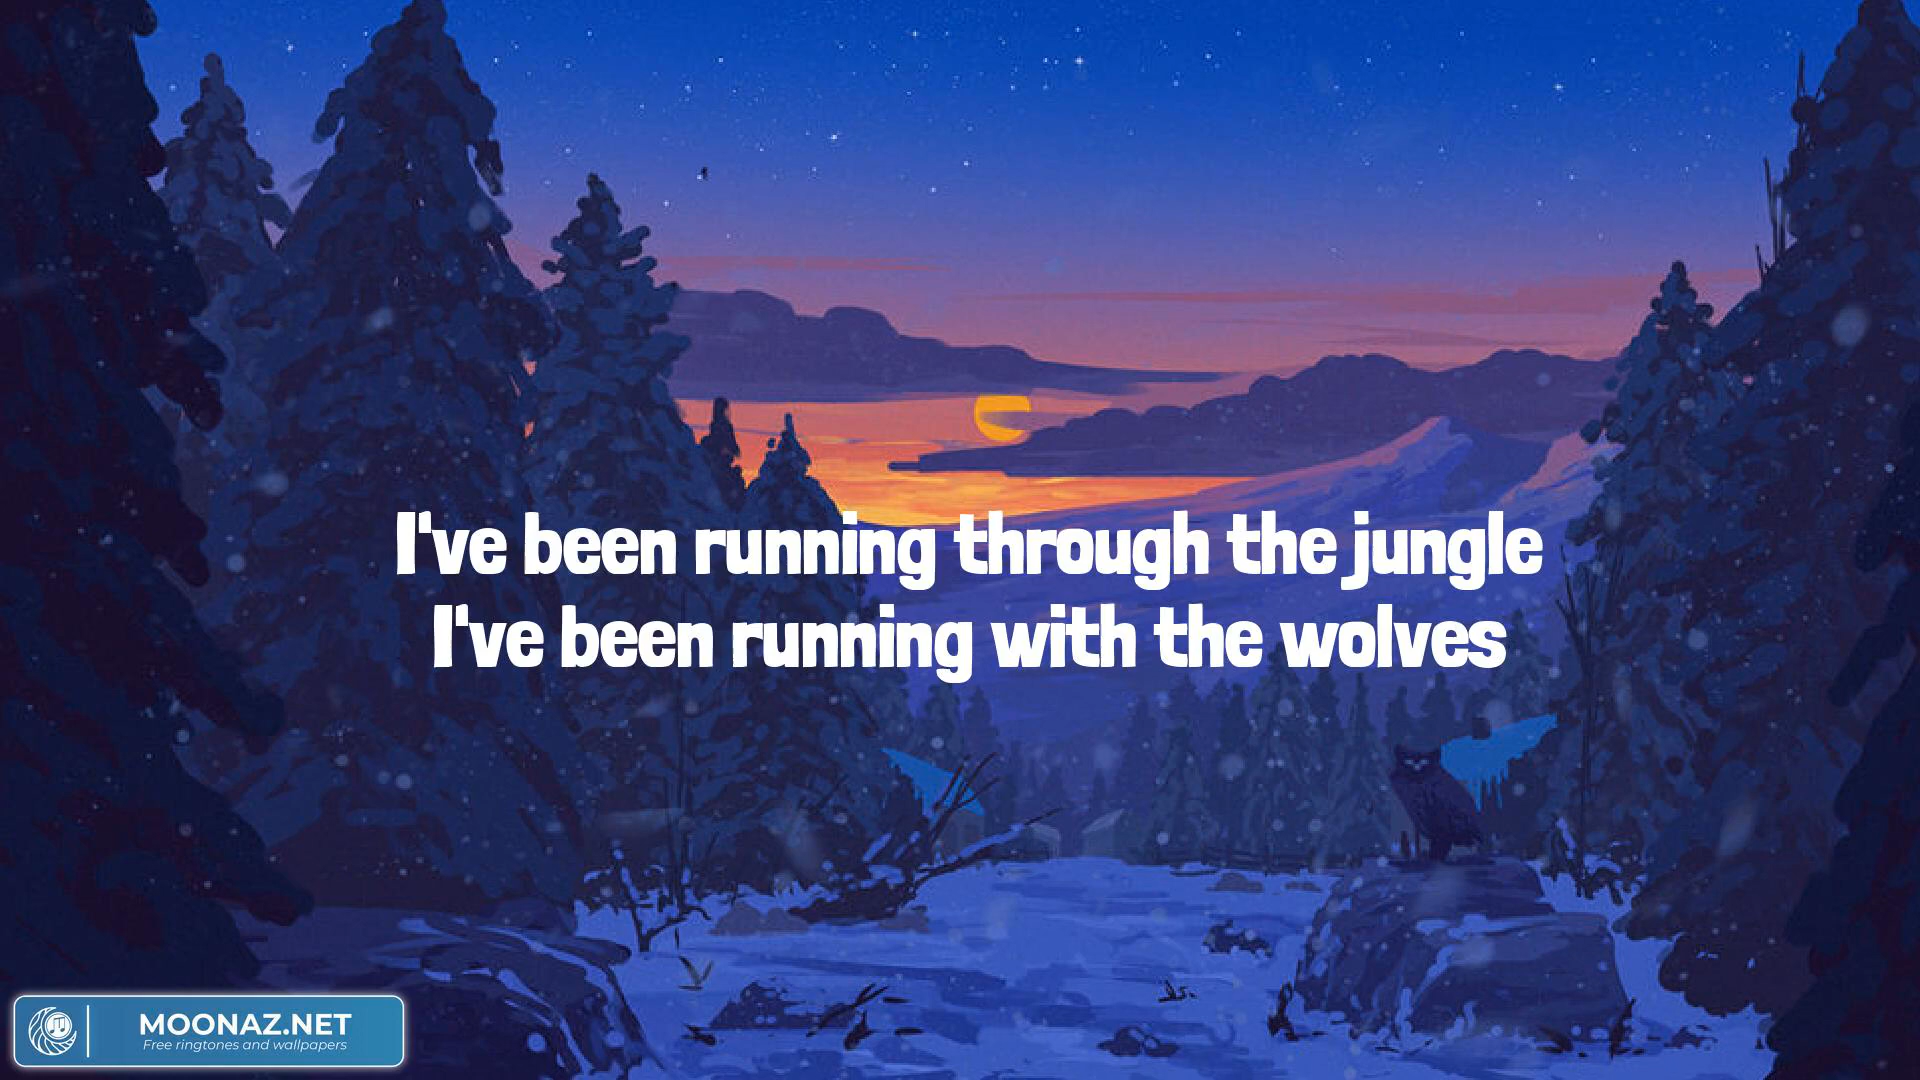 I've been running through the jungle
I've been running with the wolves
MOONAZ.NET
Free ringtones and wallpapers